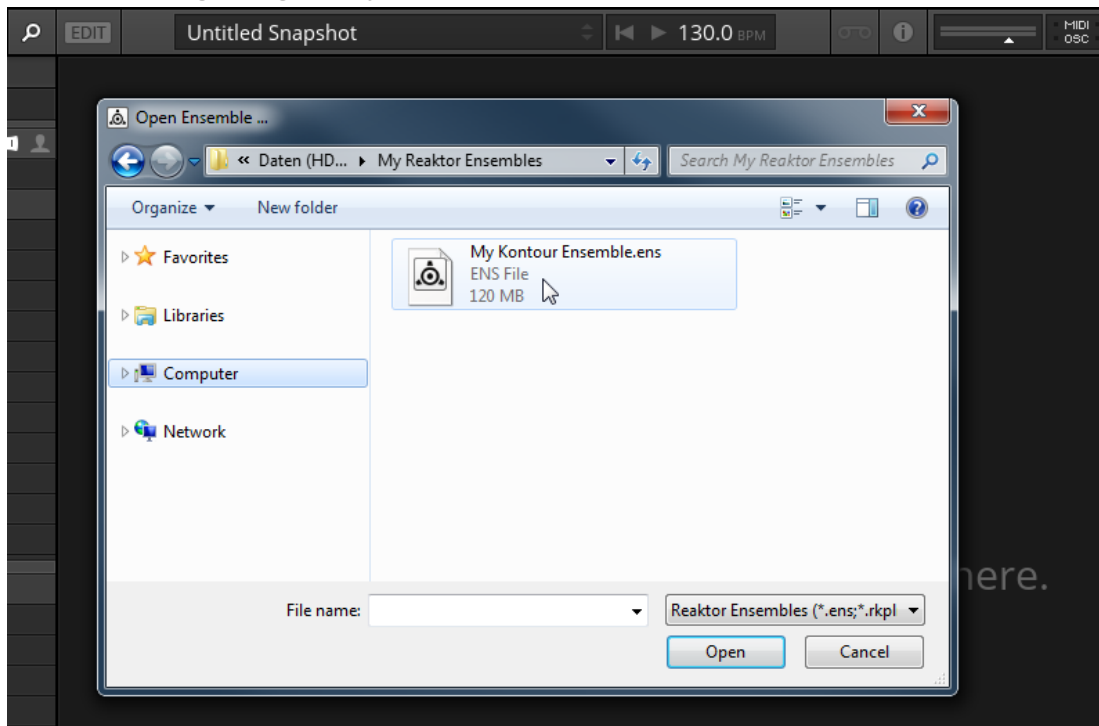 EDIT Untitled Snapshot 130.0 BPM MIDI
OSC
Open Ensemble ...
« Daten (HD... My Reaktor Ensembles Search My Reaktor Ensembles
Organize New folder
Favorites
Libraries
Computer
Network
My Kontour Ensemble.ens
ENS File
120 MB
here.
File name: Reaktor Ensembles (*.ens;*.rkpl
Open Cancel